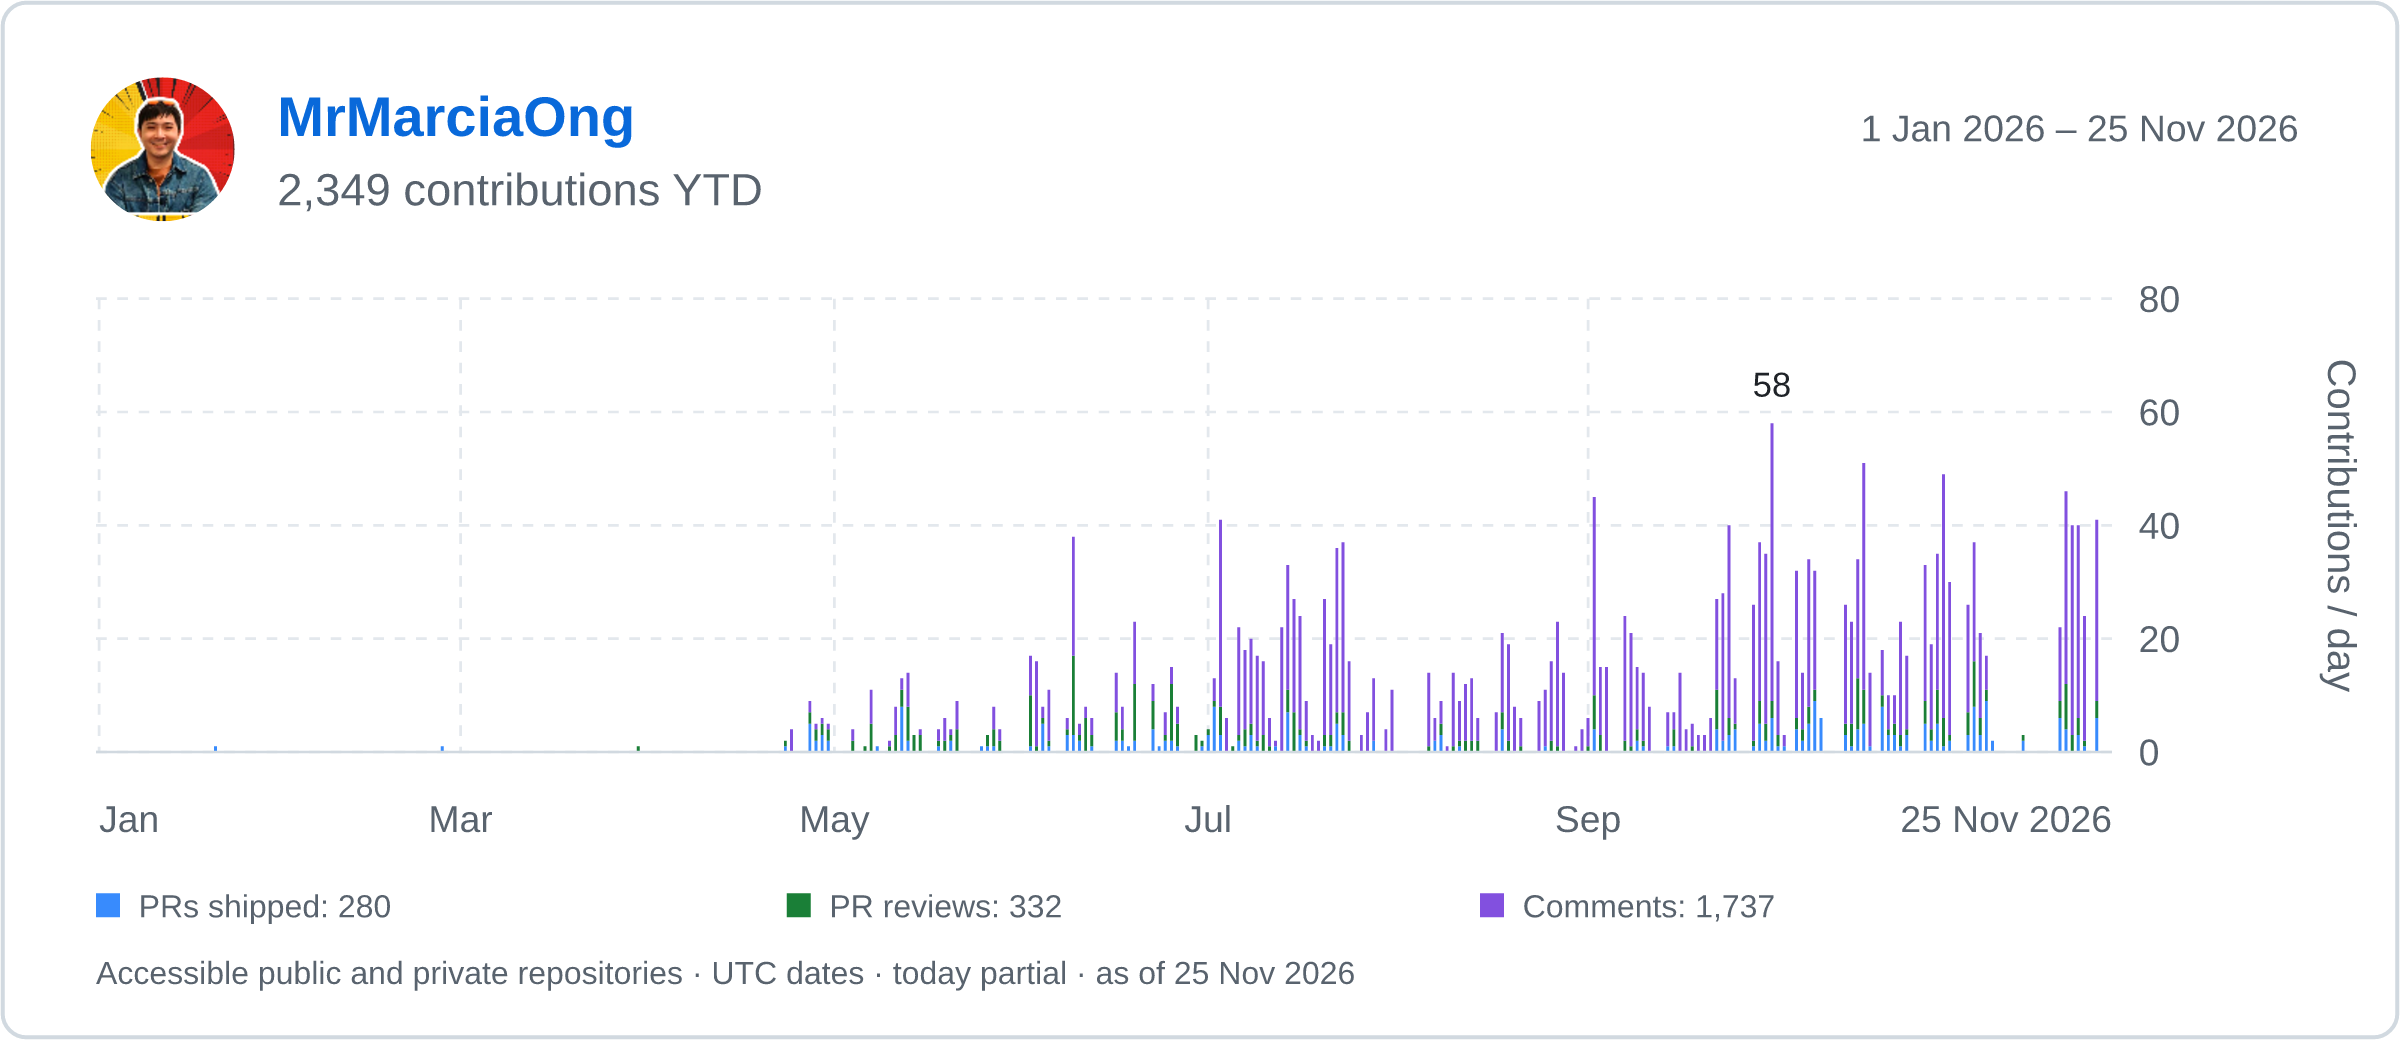 MrMarciaOng
2,349 contributions YTD
1 Jan 2026 – 25 Nov 2026
80
58
60
40
20
0
Contributions / day
Jan
Mar
May
Jul
Sep
25 Nov 2026
PRs shipped: 280
PR reviews: 332
Comments: 1,737
Accessible public and private repositories · UTC dates · today partial · as of 25 Nov 2026